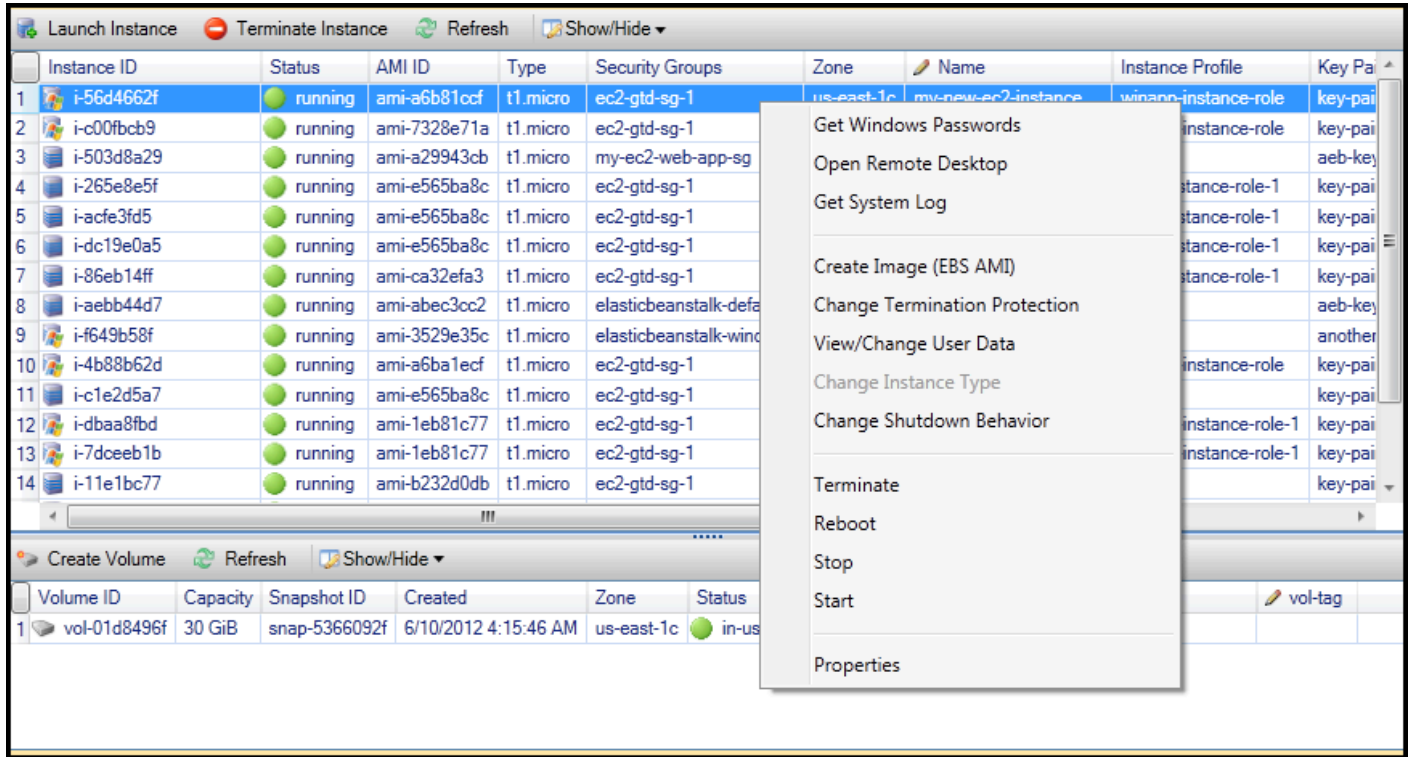 Launch Instance Terminate Instance Refresh Show/Hide
Instance ID Status AMI ID Type Security Groups Zone Name Instance Profile Key Pai
1 i-56d4662f running ami-a6b81ccf t1.micro ec2-gtd-sg-1 us-east-1c my-new-ec2-instance winapp-instance-role key-pai
2 i-c00fbcb9 running ami-7328e71a t1.micro ec2-gtd-sg-1 instance-role key-pai
3 i-503d8a29 running ami-a29943cb t1.micro my-ec2-web-app-sg aeb-key
4 i-265e8e5f running ami-e565ba8c t1.micro ec2-gtd-sg-1 stance-role-1 key-pai
5 i-acfe3fd5 running ami-e565ba8c t1.micro ec2-gtd-sg-1 stance-role-1 key-pai
6 i-dc19e0a5 running ami-e565ba8c t1.micro ec2-gtd-sg-1 stance-role-1 key-pai
7 i-86eb14ff running ami-ca32efa3 t1.micro ec2-gtd-sg-1 stance-role-1 key-pai
8 i-aebb44d7 running ami-abec3cc2 t1.micro elasticbeanstalk-defa aeb-key
9 i-f649b58f running ami-3529e35c t1.micro elasticbeanstalk-wind another
10 i-4b88b62d running ami-a6ba1ecf t1.micro ec2-gtd-sg-1 instance-role key-pai
11 i-c1e2d5a7 running ami-e565ba8c t1.micro ec2-gtd-sg-1 key-pai
12 i-dbaa8fbd running ami-1eb81c77 t1.micro ec2-gtd-sg-1 instance-role-1 key-pai
13 i-7dceeb1b running ami-1eb81c77 t1.micro ec2-gtd-sg-1 instance-role-1 key-pai
14 i-11e1bc77 running ami-b232d0db t1.micro ec2-gtd-sg-1 key-pai
Get Windows Passwords
Open Remote Desktop
Get System Log
Create Image (EBS AMI)
Change Termination Protection
View/Change User Data
Change Instance Type
Change Shutdown Behavior
Terminate
Reboot
Stop
Start
Properties
Create Volume Refresh Show/Hide
Volume ID Capacity Snapshot ID Created Zone Status vol-tag
1 vol-01d8496f 30 GiB snap-5366092f 6/10/2012 4:15:46 AM us-east-1c in-us